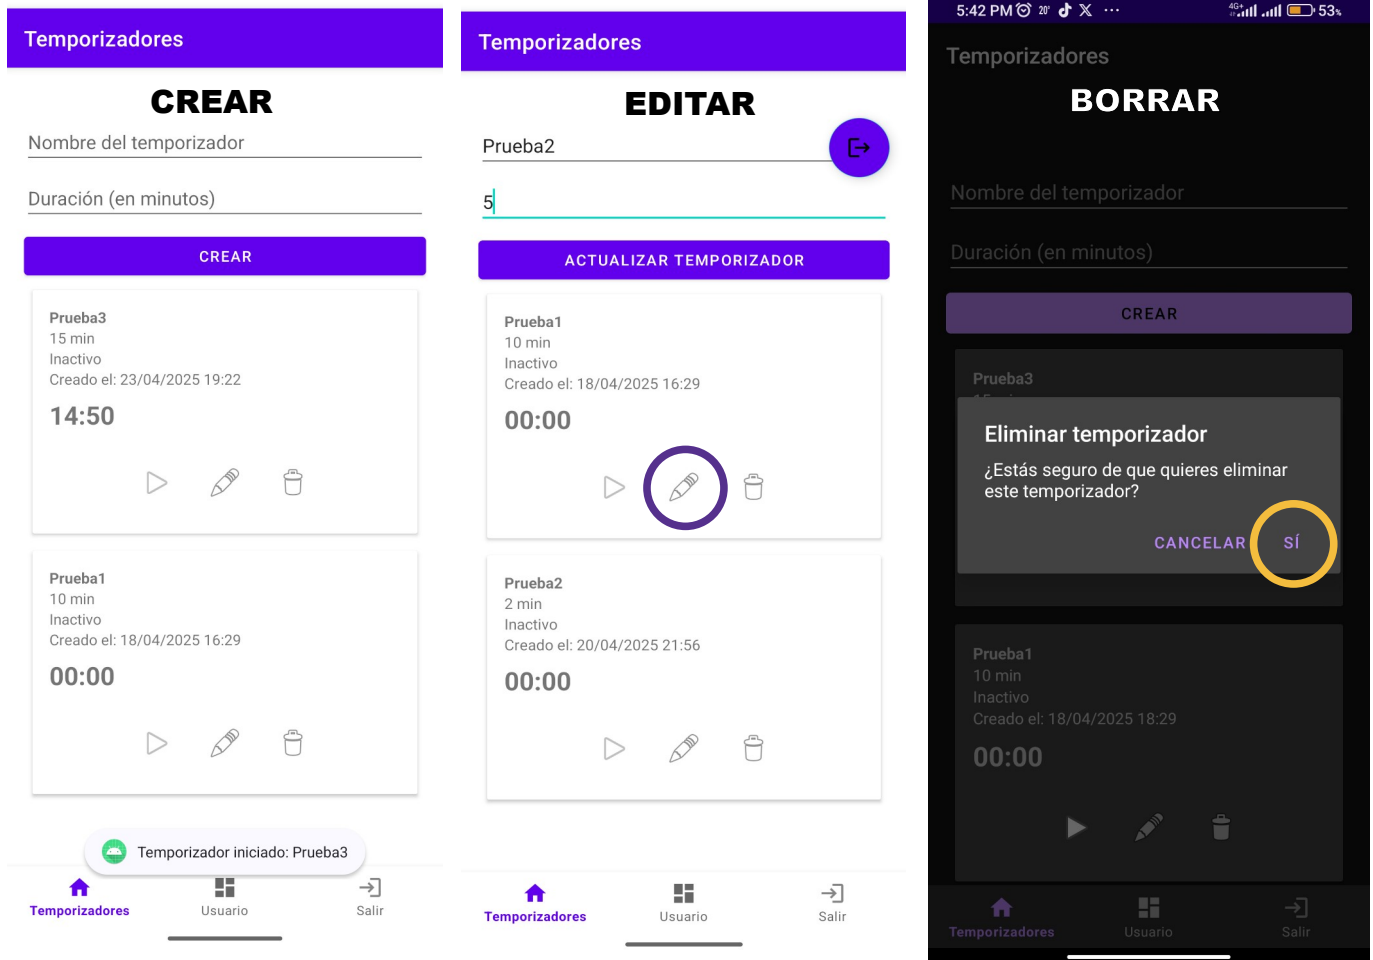 Temporizadores
CREAR
Nombre del temporizador
Duración (en minutos)
CREAR
Prueba3
15 min
Inactivo
Creado el: 23/04/2025 19:22
14:50
Prueba1
10 min
Inactivo
Creado el: 18/04/2025 16:29
00:00
Temporizador iniciado: Prueba3
Temporizadores
Usuario
Salir
Temporizadores
EDITAR
Prueba2
5
ACTUALIZAR TEMPORIZADOR
Prueba1
10 min
Inactivo
Creado el: 18/04/2025 16:29
00:00
Prueba2
2 min
Inactivo
Creado el: 20/04/2025 21:56
00:00
Temporizadores
Usuario
Salir
5:42 PM 20° ··· 4G+ 53%
Temporizadores
BORRAR
Nombre del temporizador
Duración (en minutos)
CREAR
Prueba3
Eliminar temporizador
¿Estás seguro de que quieres eliminar
este temporizador?
CANCELAR SÍ
Prueba1
10 min
Inactivo
Creado el: 18/04/2025 18:29
00:00
Temporizadores
Usuario
Salir